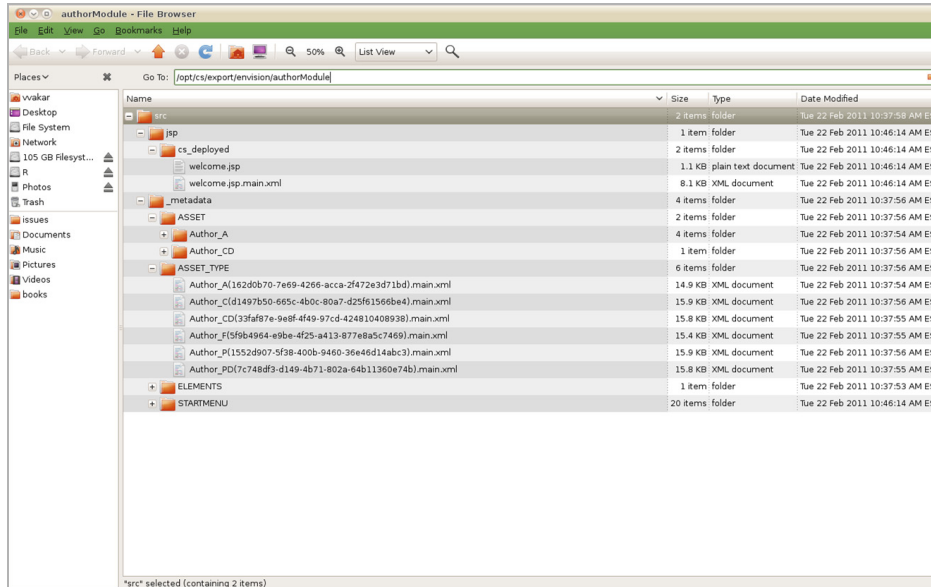 authorModule - File Browser
File Edit View Go Bookmarks Help
Back Forward 50% List View
Places Go To: /opt/cs/export/envision/authorModule
vvakar
Desktop
File System
Network
105 GB Filesyst...
R
Photos
Trash
issues
Documents
Music
Pictures
Videos
books
Name Size Type Date Modified
src 2 items folder Tue 22 Feb 2011 10:37:58 AM E
jsp 1 item folder Tue 22 Feb 2011 10:46:14 AM E
cs_deployed 2 items folder Tue 22 Feb 2011 10:46:14 AM E
welcome.jsp 1.1 KB plain text document Tue 22 Feb 2011 10:46:14 AM E
welcome.jsp.main.xml 8.1 KB XML document Tue 22 Feb 2011 10:46:14 AM E
_metadata 4 items folder Tue 22 Feb 2011 10:37:56 AM E
ASSET 2 items folder Tue 22 Feb 2011 10:37:56 AM E
Author_A 4 items folder Tue 22 Feb 2011 10:37:54 AM E
Author_CD 1 item folder Tue 22 Feb 2011 10:37:56 AM E
ASSET_TYPE 6 items folder Tue 22 Feb 2011 10:37:56 AM E
Author_A(162d0b70-7e69-4266-acca-2f472e3d71bd).main.xml 14.9 KB XML document Tue 22 Feb 2011 10:37:54 AM E
Author_C(d1497b50-665c-4b0c-80a7-d25f61566be4).main.xml 15.9 KB XML document Tue 22 Feb 2011 10:37:56 AM E
Author_CD(33faf87e-9e8f-4f49-97cd-424810408938).main.xml 15.8 KB XML document Tue 22 Feb 2011 10:37:55 AM E
Author_F(5f9b4964-e9be-4f25-a413-877e8a5c7469).main.xml 15.4 KB XML document Tue 22 Feb 2011 10:37:55 AM E
Author_P(1552d907-5f38-400b-9460-36e46d14abc3).main.xml 15.9 KB XML document Tue 22 Feb 2011 10:37:56 AM E
Author_PD(7c748df3-d149-4b71-802a-64b11360e74b).main.xml 15.8 KB XML document Tue 22 Feb 2011 10:37:55 AM E
ELEMENTS 1 item folder Tue 22 Feb 2011 10:37:53 AM E
STARTMENU 20 items folder Tue 22 Feb 2011 10:46:14 AM E
"src" selected (containing 2 items)